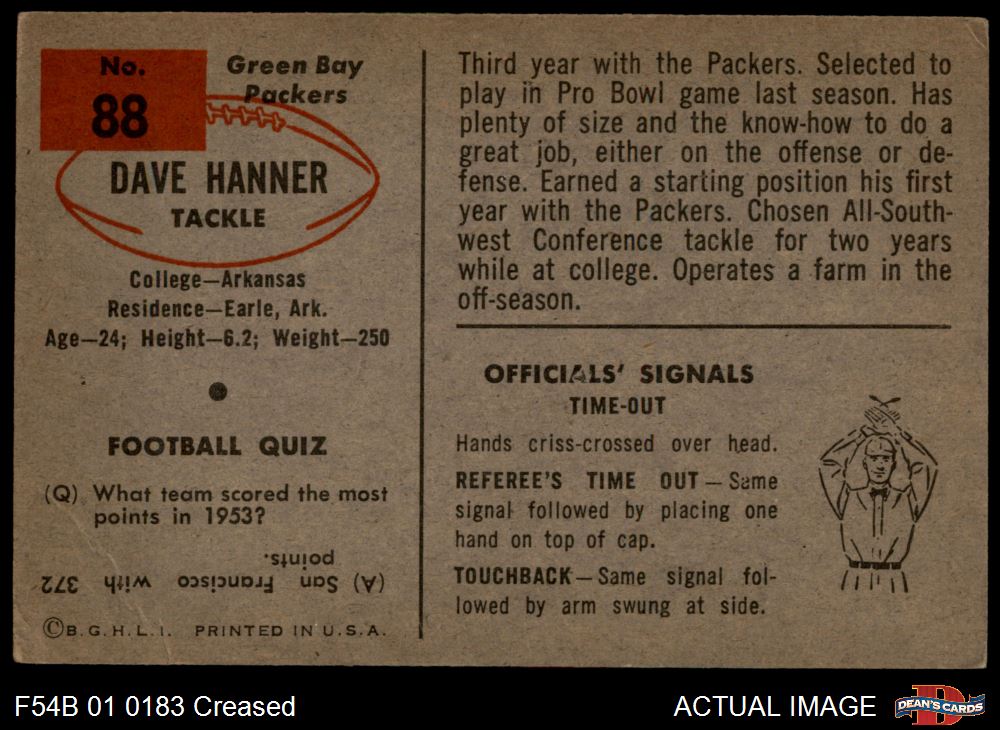 No.
88
Green Bay
Packers
DAVE HANNER
TACKLE
College—Arkansas
Residence—Earle, Ark.
Age—24; Height—6.2; Weight—250
FOOTBALL QUIZ
(Q) What team scored the most
points in 1953?
(A) San Francisco with 372
points.
©B.G.H.L.I. PRINTED IN U.S.A.
Third year with the Packers. Selected to
play in Pro Bowl game last season. Has
plenty of size and the know-how to do a
great job, either on the offense or de-
fense. Earned a starting position his first
year with the Packers. Chosen All-South-
west Conference tackle for two years
while at college. Operates a farm in the
off-season.
OFFICIALS' SIGNALS
TIME-OUT
Hands criss-crossed over head.
REFEREE'S TIME OUT—Same
signal followed by placing one
hand on top of cap.
TOUCHBACK—Same signal fol-
lowed by arm swung at side.
F54B 01 0183 Creased
ACTUAL IMAGE
D
DEAN'S CARDS